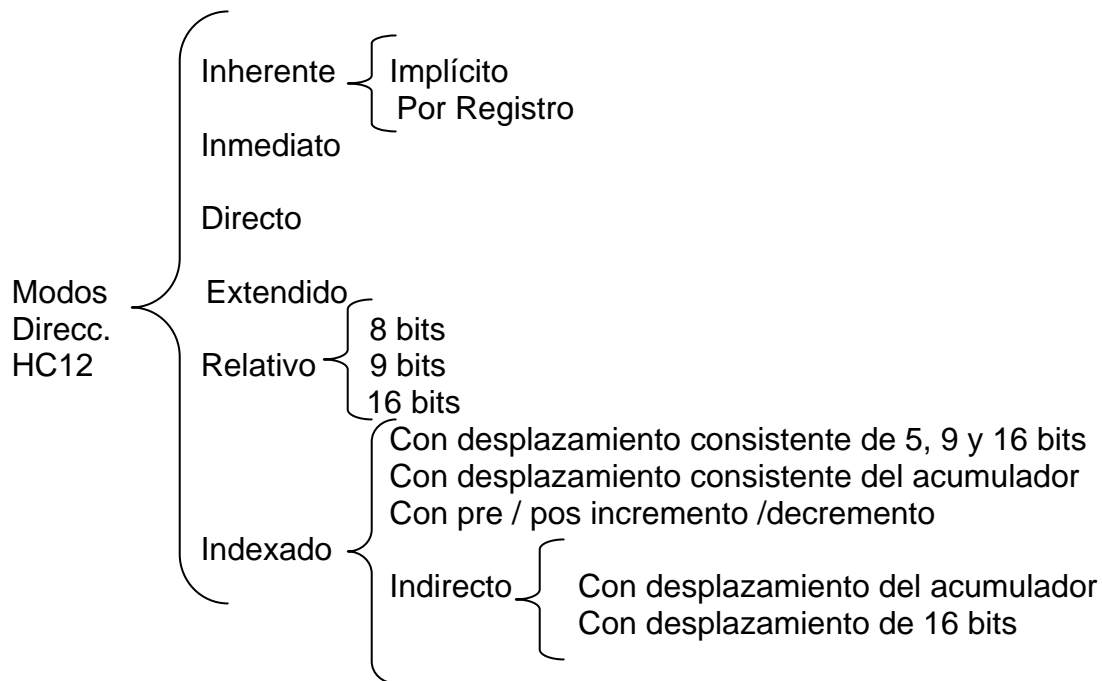 Inherente
Implícito
Por Registro
Inmediato
Directo
Modos
Direcc.
HC12
Extendido
Relativo
8 bits
9 bits
16 bits
Indexado
Con desplazamiento consistente de 5, 9 y 16 bits
Con desplazamiento consistente del acumulador
Con pre / pos incremento /decremento
Indirecto
Con desplazamiento del acumulador
Con desplazamiento de 16 bits